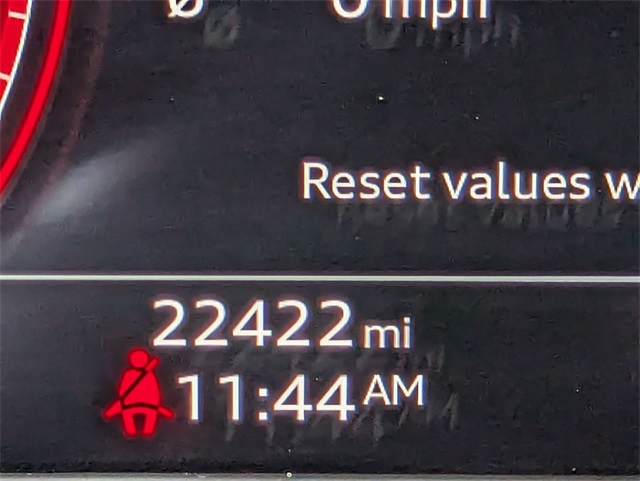 Ø 0 mph
Reset values w
22422 mi
11:44 AM